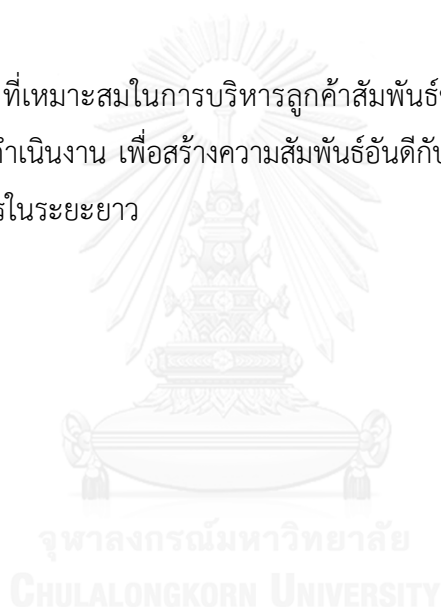 ที่เหมาะสมในการบริหารลูกค้าสัมพันธ์
ดำเนินงาน เพื่อสร้างความสัมพันธ์อันดีกับ
ในระยะยาว
จุฬาลงกรณ์มหาวิทยาลัย
CHULALONGKORN UNIVERSITY